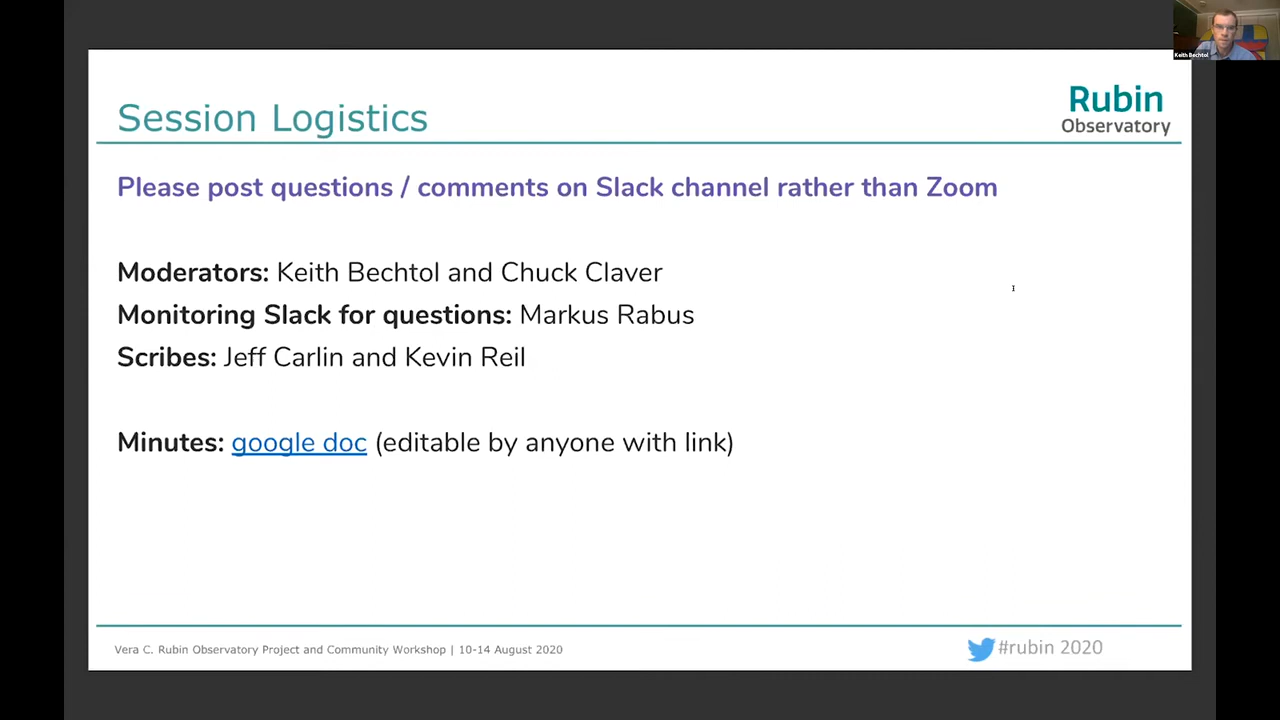 Keith Bechtol
Session Logistics
Rubin
Observatory
Please post questions / comments on Slack channel rather than Zoom
Moderators: Keith Bechtol and Chuck Claver
Monitoring Slack for questions: Markus Rabus
Scribes: Jeff Carlin and Kevin Reil
Minutes: google doc (editable by anyone with link)
Vera C. Rubin Observatory Project and Community Workshop | 10-14 August 2020
#rubin 2020